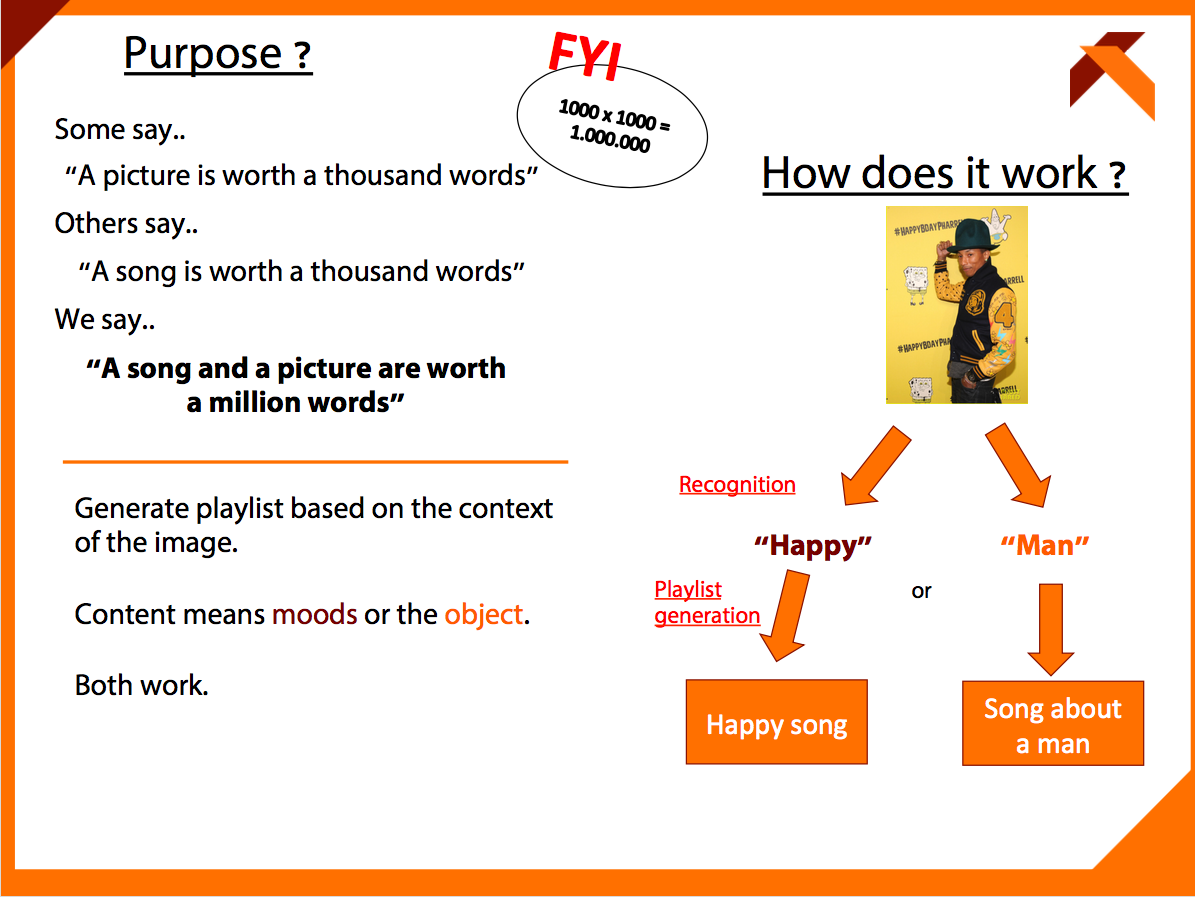 Purpose ?
FYI
1000 x 1000 =
1.000.000
Some say..
“A picture is worth a thousand words”
Others say..
“A song is worth a thousand words”
We say..
“A song and a picture are worth
a million words”
Generate playlist based on the context
of the image.
Content means moods or the object.
Both work.
How does it work ?
#HAPPYBDAYPHARRELL
4
#HAPPYBDAYPHARRELL
Recognition
“Happy”
“Man”
Playlist
generation
or
Happy song
Song about
a man